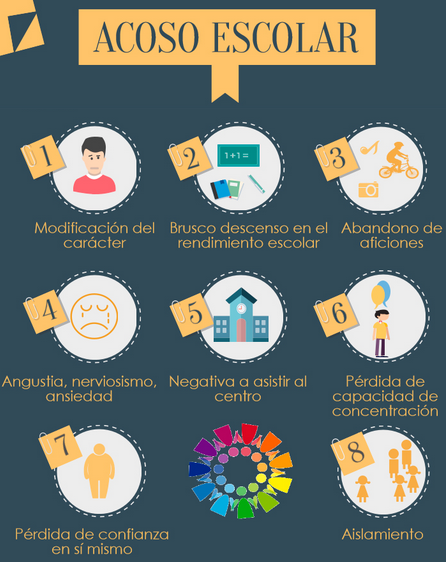 ACOSO ESCOLAR
1
2
1+1=
3
Modificación del
carácter
Brusco descenso en el
rendimiento escolar
Abandono de
aficiones
4
5
6
Angustia, nerviosismo,
ansiedad
Negativa a asistir al
centro
Pérdida de
capacidad de
concentración
7
8
Pérdida de confianza
en sí mismo
Aislamiento